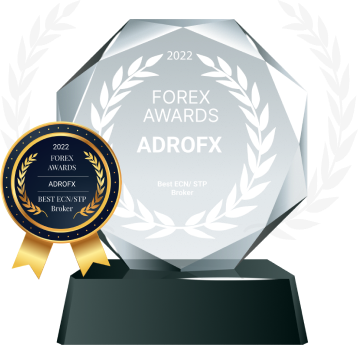 2022
FOREX
AWARDS
ADROFX
Best ECN/ STP
Broker
2022
FOREX
AWARDS
ADROFX
BEST ECN/STP
Broker